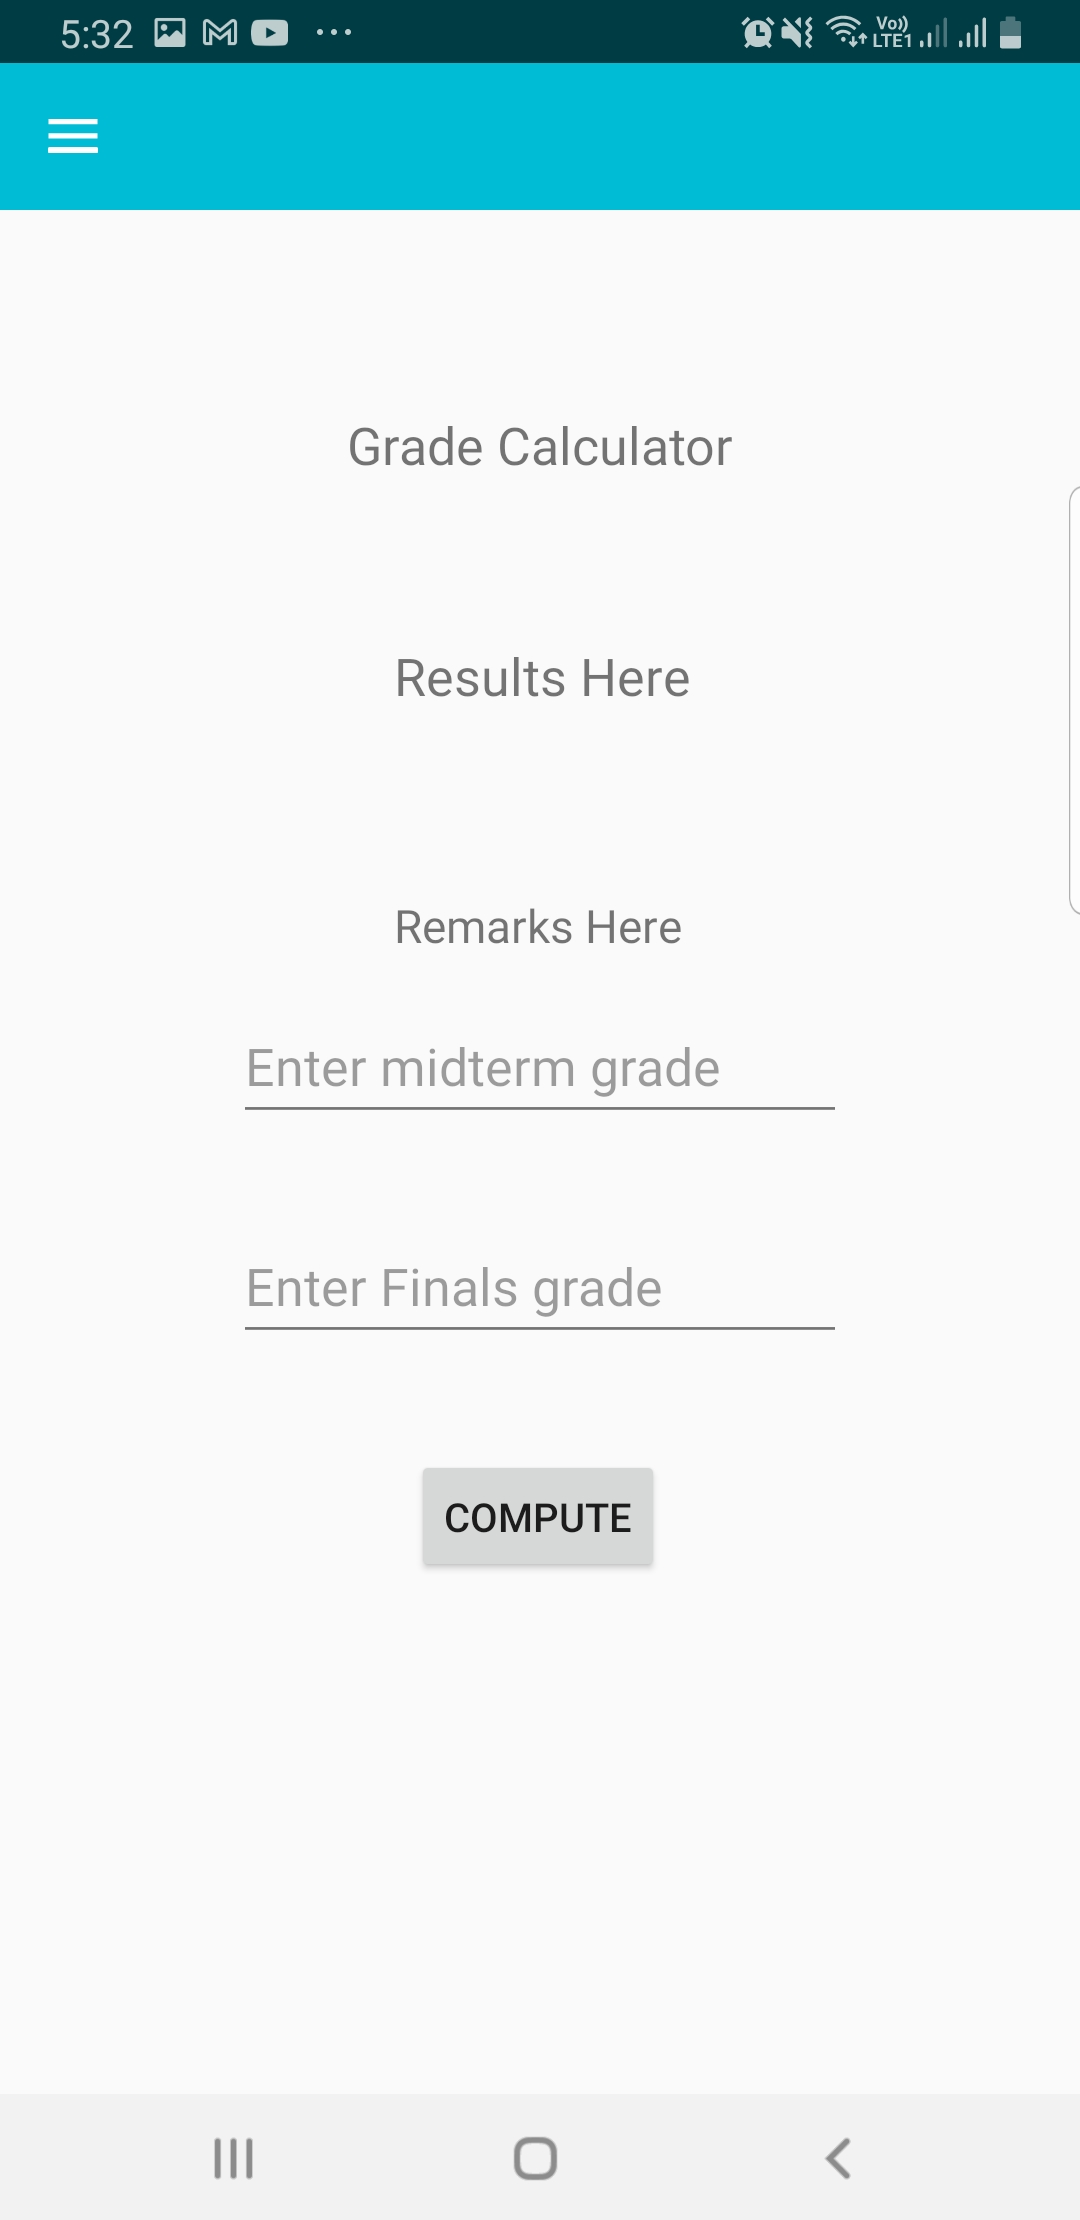 5:32
Vo)) LTE1
Grade Calculator
Results Here
Remarks Here
Enter midterm grade
Enter Finals grade
COMPUTE